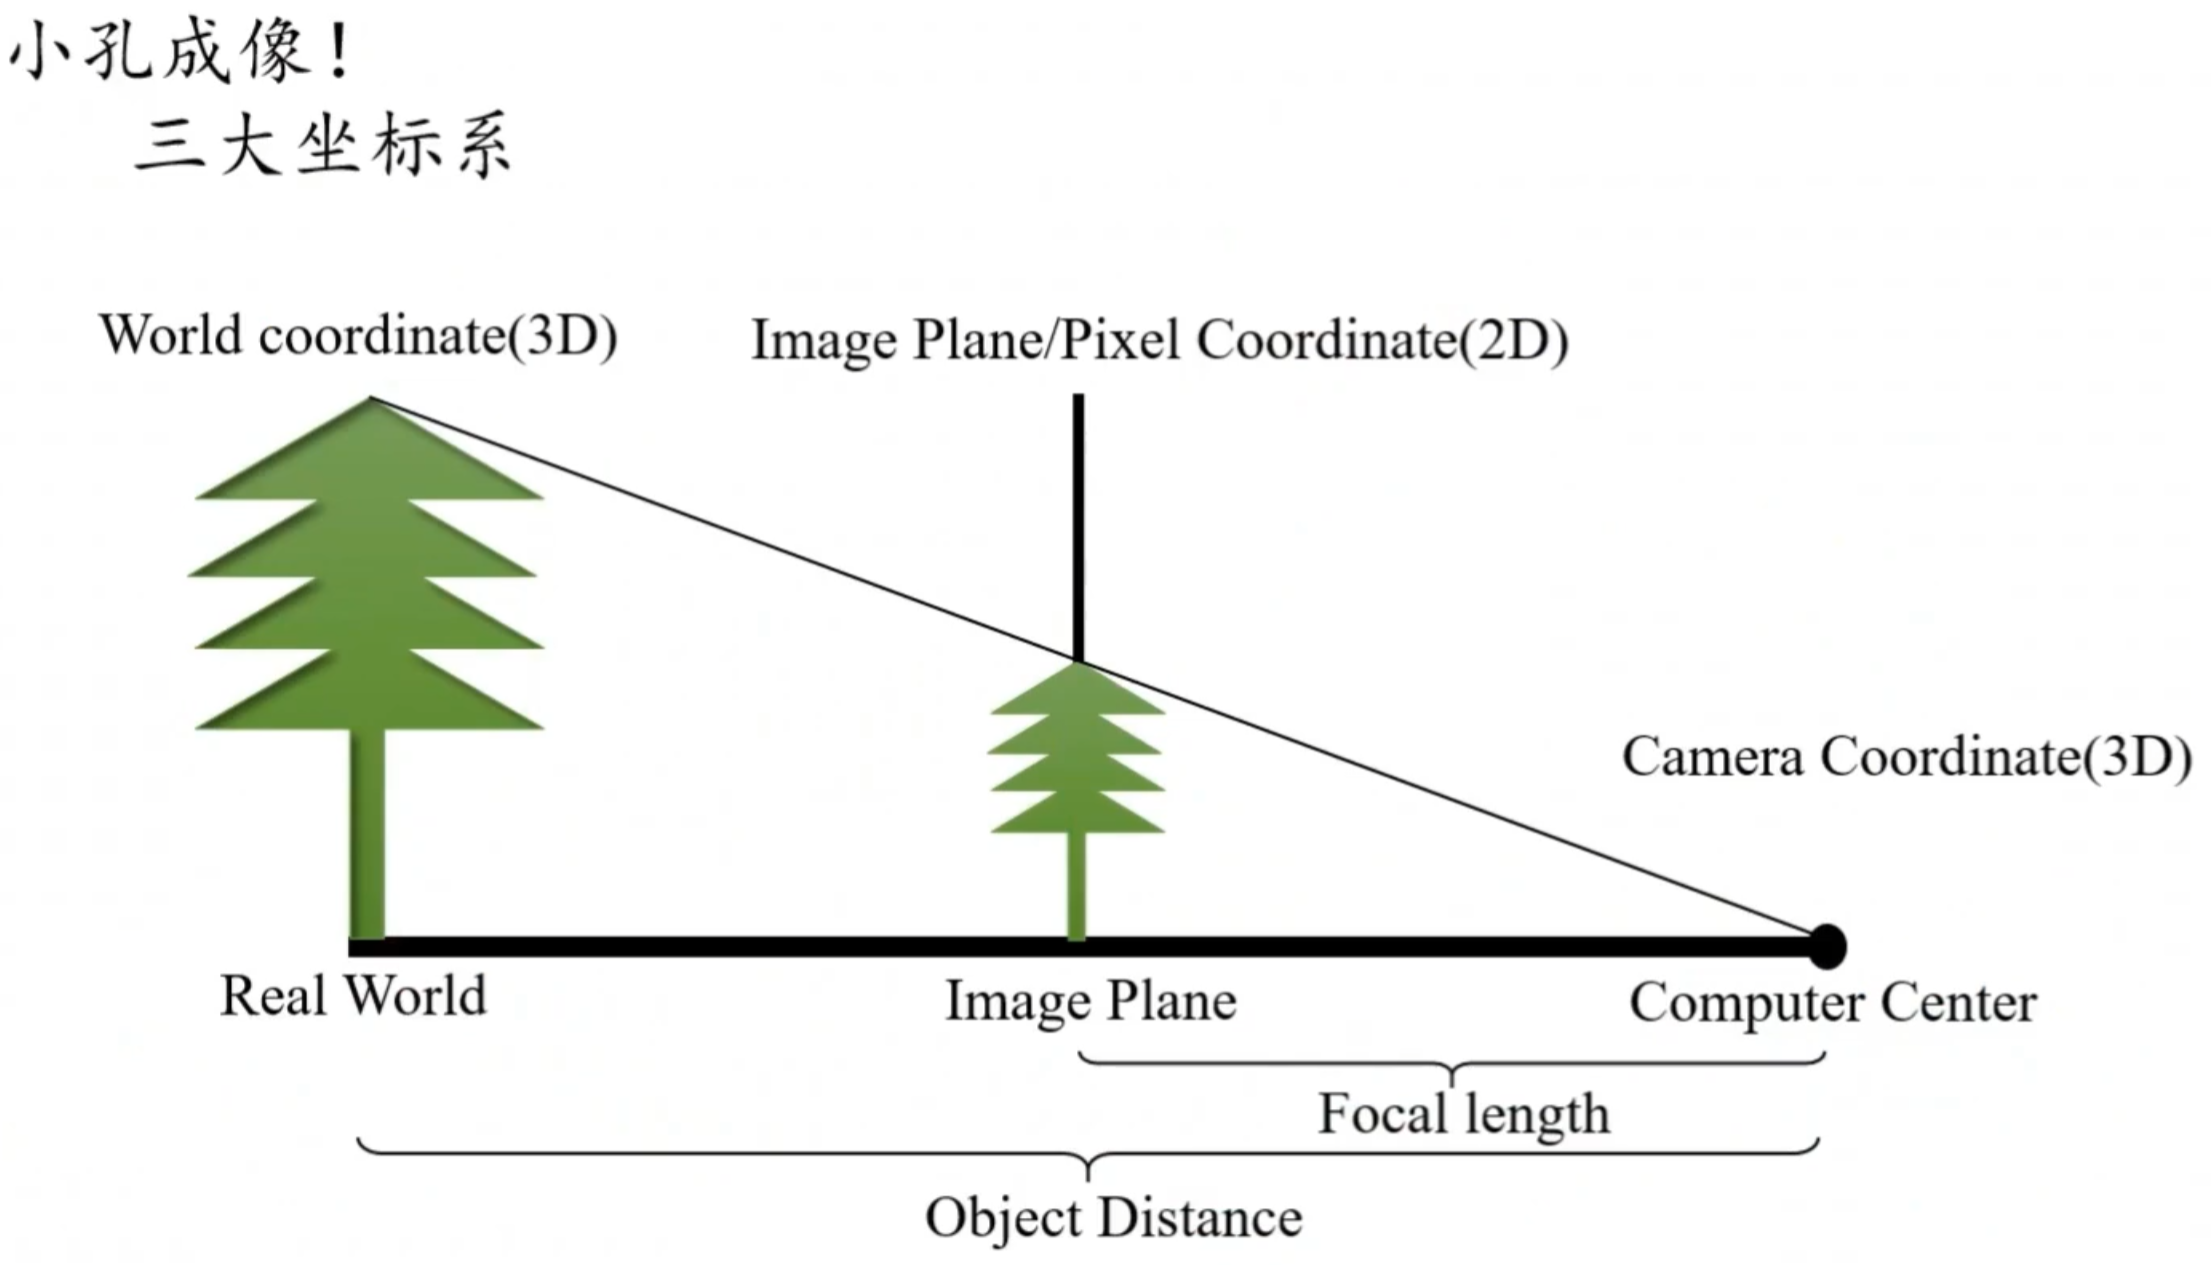 小孔成像！
三大坐标系
World coordinate(3D)
Image Plane/Pixel Coordinate(2D)
Camera Coordinate(3D)
Real World
Image Plane
Computer Center
Focal length
Object Distance